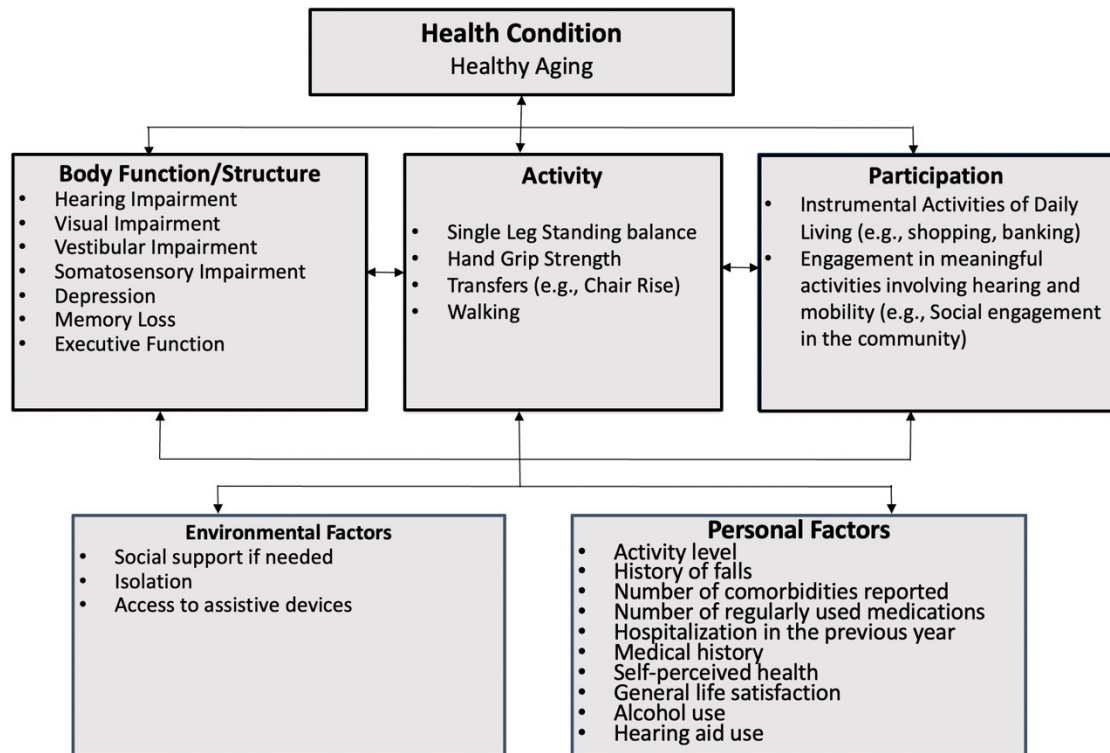 Health Condition
Healthy Aging
Body Function/Structure
• Hearing Impairment
• Visual Impairment
• Vestibular Impairment
• Somatosensory Impairment
• Depression
• Memory Loss
• Executive Function
Activity
• Single Leg Standing balance
• Hand Grip Strength
• Transfers (e.g., Chair Rise)
• Walking
Participation
• Instrumental Activities of Daily
Living (e.g., shopping, banking)
• Engagement in meaningful
activities involving hearing and
mobility (e.g., Social engagement
in the community)
Environmental Factors
• Social support if needed
• Isolation
• Access to assistive devices
Personal Factors
• Activity level
• History of falls
• Number of comorbidities reported
• Number of regularly used medications
• Hospitalization in the previous year
• Medical history
• Self-perceived health
• General life satisfaction
• Alcohol use
• Hearing aid use